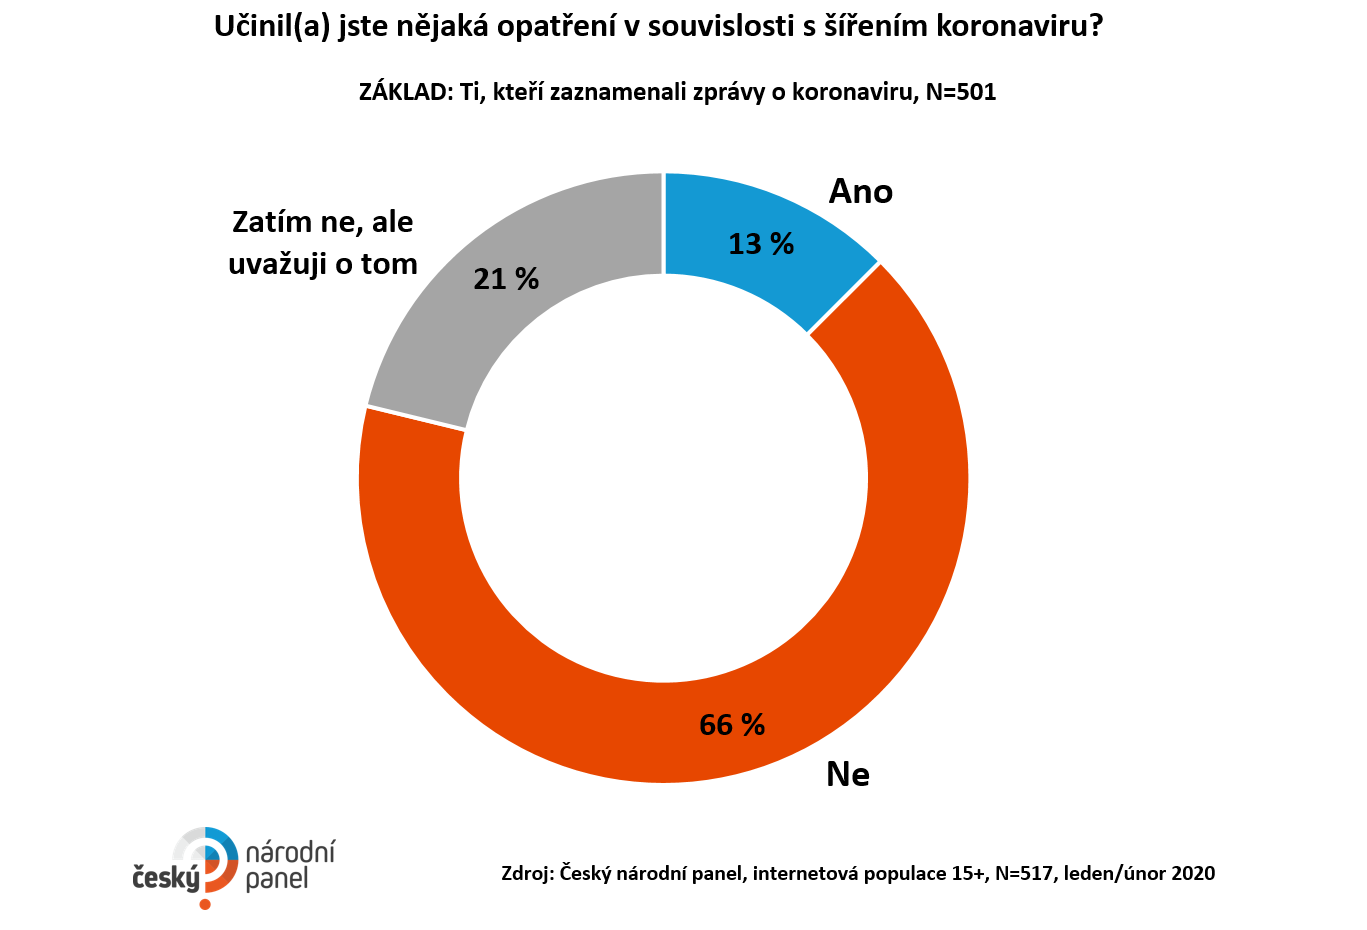 Učinil(a) jste nějaká opatření v souvislosti s šířením koronaviru?
ZÁKLAD: Ti, kteří zaznamenali zprávy o koronaviru, N=501
Ano
13 %
Zatím ne, ale
uvažuji o tom
21 %
66 %
Ne
český
národní
panel
Zdroj: Český národní panel, internetová populace 15+, N=517, leden/únor 2020